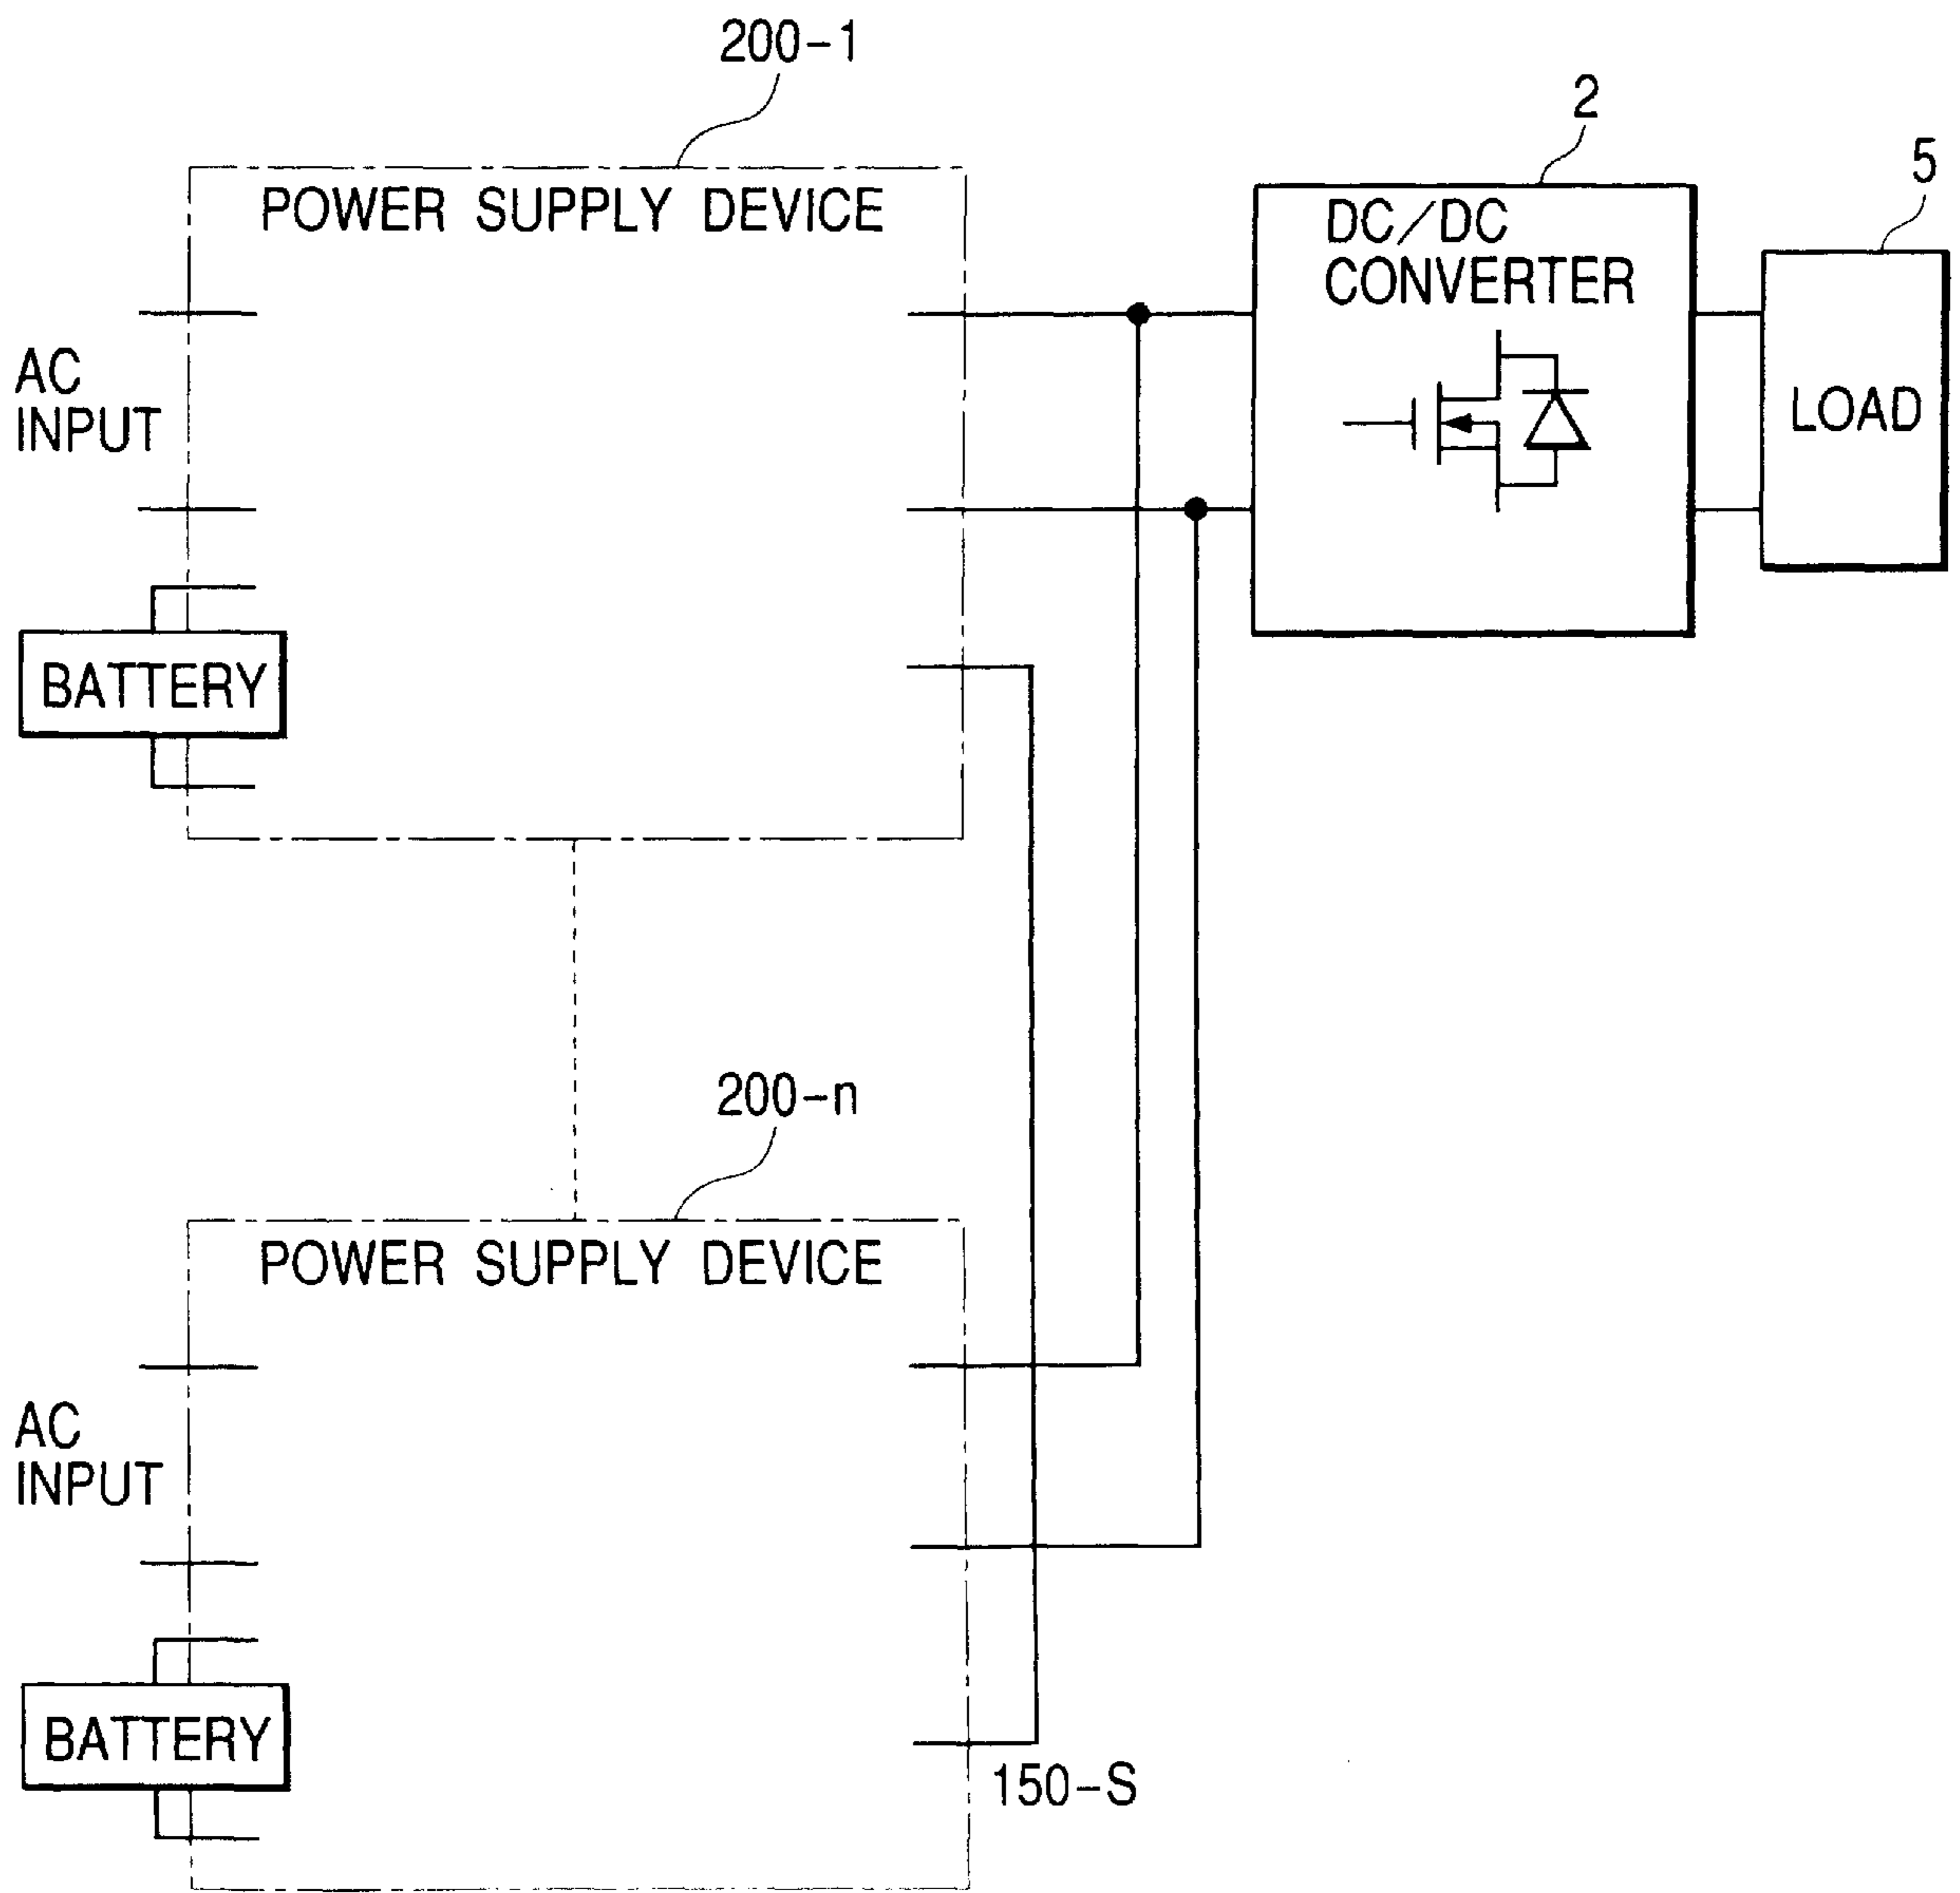 200-1
2
5
POWER SUPPLY DEVICE
DC/DC
CONVERTER
AC
INPUT
LOAD
BATTERY
200-n
POWER SUPPLY DEVICE
AC
INPUT
BATTERY
150-S